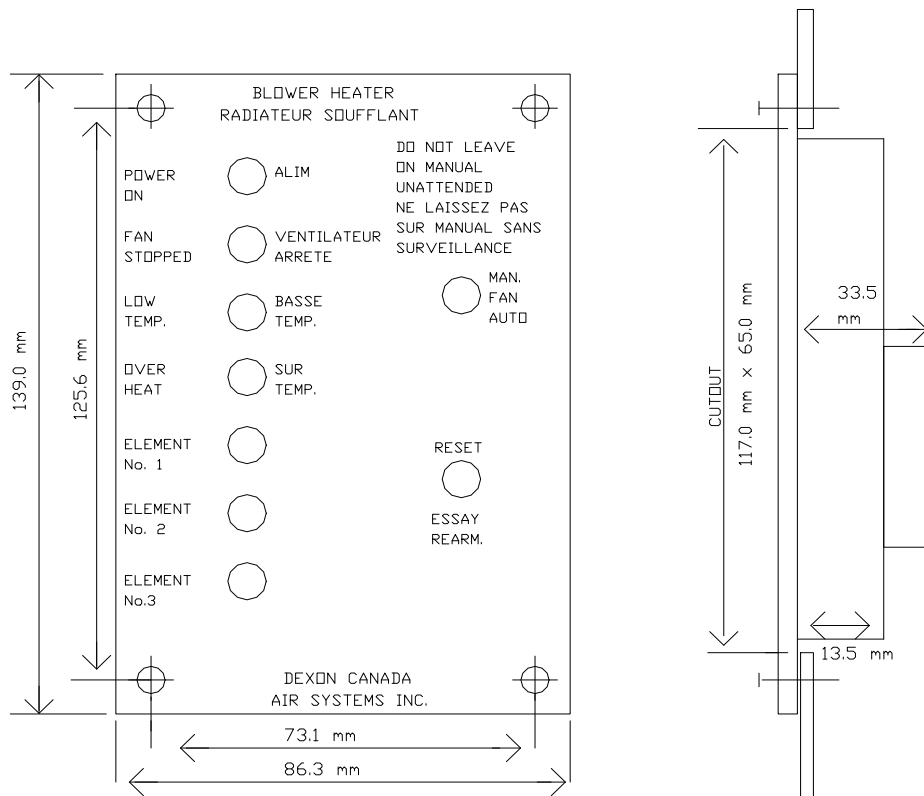 BLOWER HEATER
RADIATEUR SOUFFLANT
DO NOT LEAVE
ON MANUAL
UNATTENDED
NE LAISSEZ PAS
SUR MANUAL SANS
SURVEILLANCE
POWER
ON
ALIM
FAN
STOPPED
VENTILATEUR
ARRETE
MAN.
FAN
AUTO
LOW
TEMP.
BASSE
TEMP.
OVER
HEAT
SUR
TEMP.
ELEMENT
No. 1
RESET
ESSAY
REARM.
ELEMENT
No. 2
ELEMENT
No.3
DEXON CANADA
AIR SYSTEMS INC.
139.0 mm
125.6 mm
73.1 mm
86.3 mm
CUTOUT
117.0 mm x 65.0 mm
33.5
mm
13.5 mm